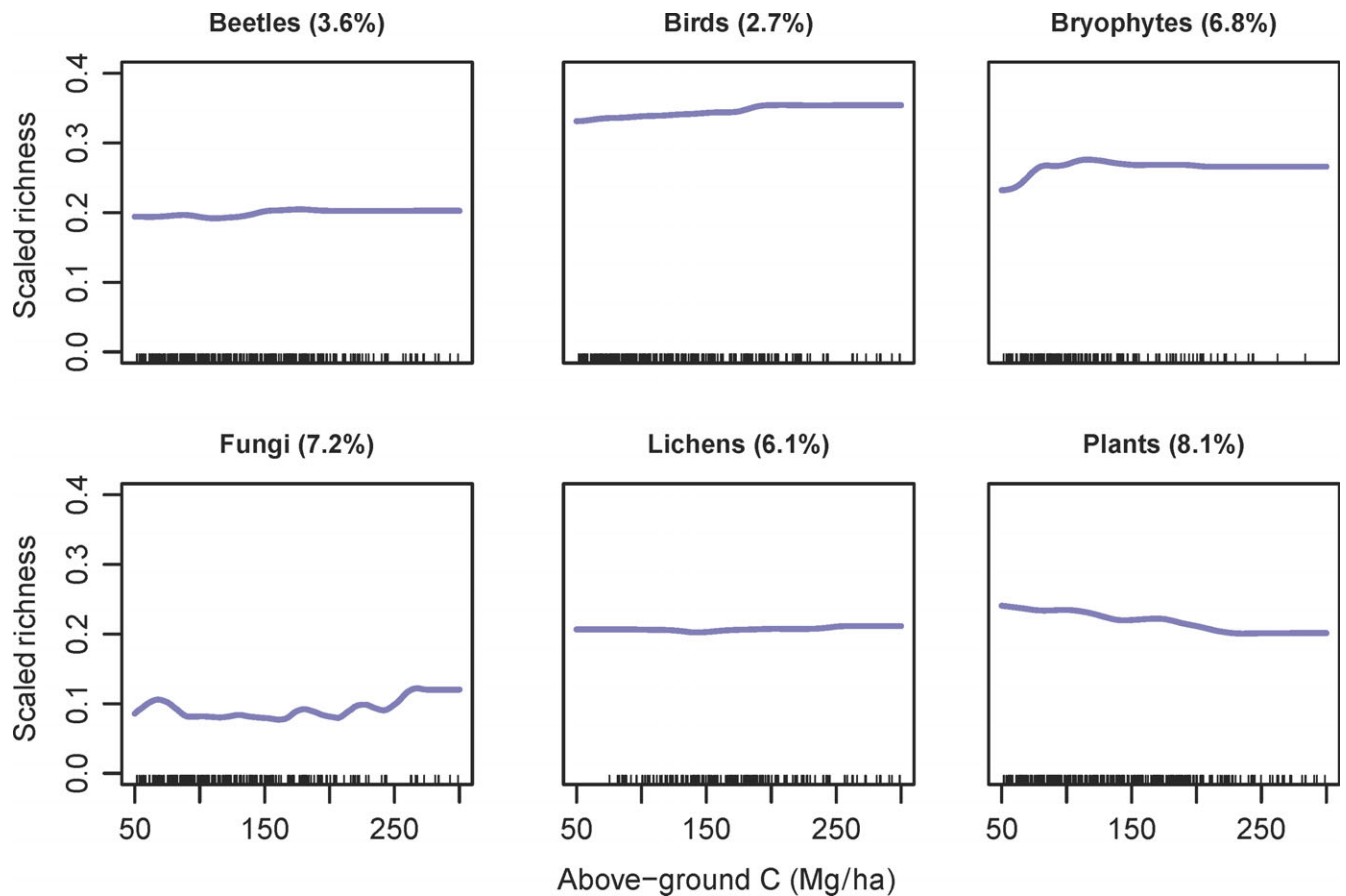 Beetles (3.6%)
Birds (2.7%)
Bryophytes (6.8%)
Scaled richness
0.4
0.3
0.2
0.1
0.0
Fungi (7.2%)
Lichens (6.1%)
Plants (8.1%)
Scaled richness
0.4
0.3
0.2
0.1
0.0
50 150 250
50 150 250
50 150 250
Above−ground C (Mg/ha)